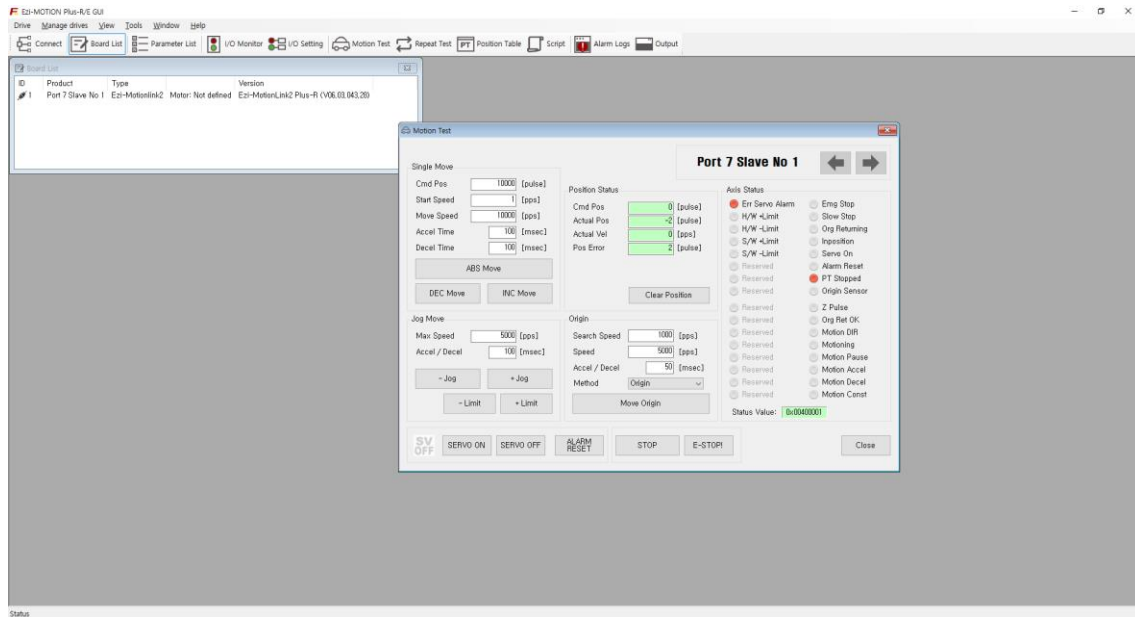 Ezi-MOTION Plus-R/E GUI
Drive Manage drives View Tools Window Help
Connect Board List Parameter List I/O Monitor I/O Setting Motion Test Repeat Test PT Position Table Script Alarm Logs Output
Board List
ID Product Type Version
1 Port 7 Slave No 1 Ezi-Motionlink2 Motor: Not defined Ezi-MotionLink2 Plus-R (V06.03.043.28)
Motion Test
Port 7 Slave No 1
Single Move
Cmd Pos 10000 [pulse]
Start Speed 1 [pps]
Move Speed 10000 [pps]
Accel Time 100 [msec]
Decel Time 100 [msec]
ABS Move
DEC Move INC Move
Position Status
Cmd Pos 0 [pulse]
Actual Pos -2 [pulse]
Actual Vel 0 [pps]
Pos Error 2 [pulse]
Clear Position
Jog Move
Max Speed 5000 [pps]
Accel / Decel 100 [msec]
- Jog + Jog
- Limit + Limit
Origin
Search Speed 1000 [pps]
Speed 5000 [pps]
Accel / Decel 50 [msec]
Method Origin
Move Origin
Axis Status
Err Servo Alarm Emg Stop
H/W +Limit Slow Stop
H/W -Limit Org Returning
S/W +Limit Inposition
S/W -Limit Servo On
Reserved Alarm Reset
Reserved PT Stopped
Reserved Origin Sensor
Reserved Z Pulse
Reserved Org Ret OK
Reserved Motion DIR
Reserved Motioning
Reserved Motion Pause
Reserved Motion Accel
Reserved Motion Decel
Reserved Motion Const
Status Value: 0x00400001
SV OFF SERVO ON SERVO OFF ALARM RESET STOP E-STOP! Close
Status